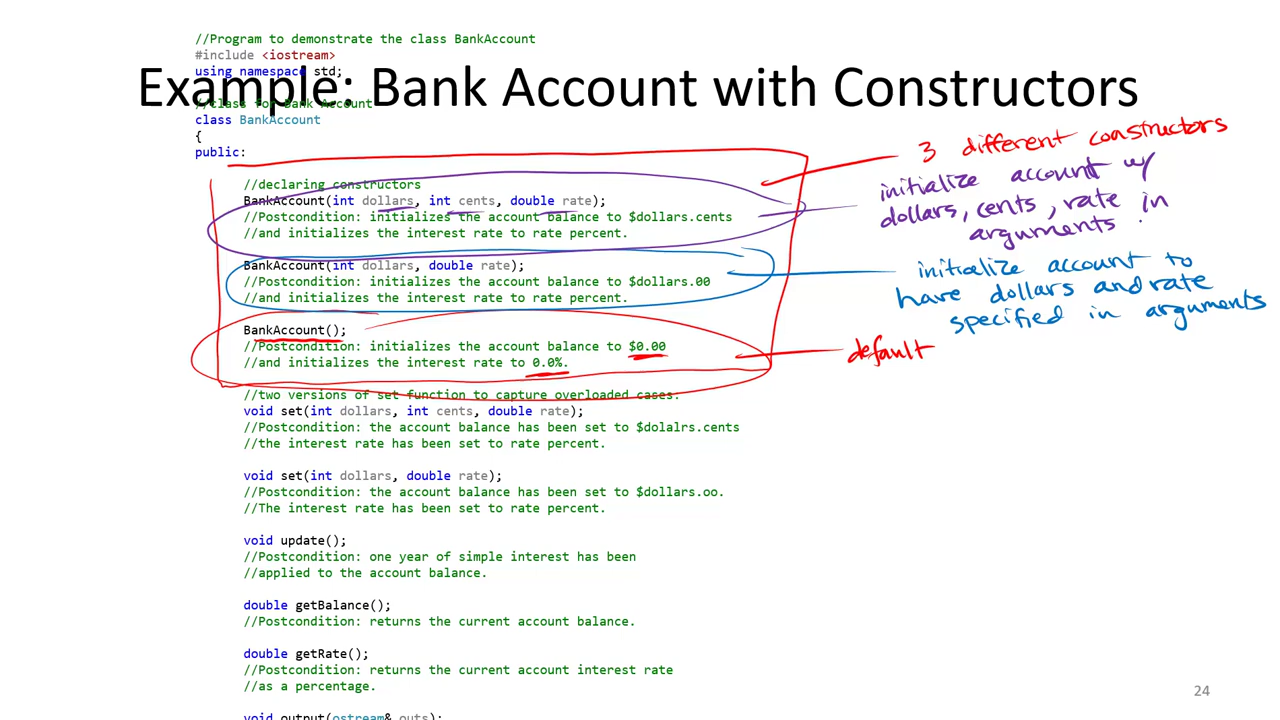 //Program to demonstrate the class BankAccount
#include <iostream>
using namespace std;
Example: Bank Account with Constructors
//class for Bank Account
class BankAccount
{
public:
3 different constructors
//declaring constructors
BankAccount(int dollars, int cents, double rate);
//Postcondition: initializes the account balance to $dollars.cents
//and initializes the interest rate to rate percent.
initialize account w/
dollars, cents, rate in
arguments.
BankAccount(int dollars, double rate);
//Postcondition: initializes the account balance to $dollars.00
//and initializes the interest rate to rate percent.
initialize account to
have dollars and rate
specified in arguments
BankAccount();
//Postcondition: initializes the account balance to $0.00
//and initializes the interest rate to 0.0%.
default
//two versions of set function to capture overloaded cases.
void set(int dollars, int cents, double rate);
//Postcondition: the account balance has been set to $dolalrs.cents
//the interest rate has been set to rate percent.
void set(int dollars, double rate);
//Postcondition: the account balance has been set to $dollars.oo.
//The interest rate has been set to rate percent.
void update();
//Postcondition: one year of simple interest has been
//applied to the account balance.
double getBalance();
//Postcondition: returns the current account balance.
double getRate();
//Postcondition: returns the current account interest rate
//as a percentage.
void output(ostream& outs);
24